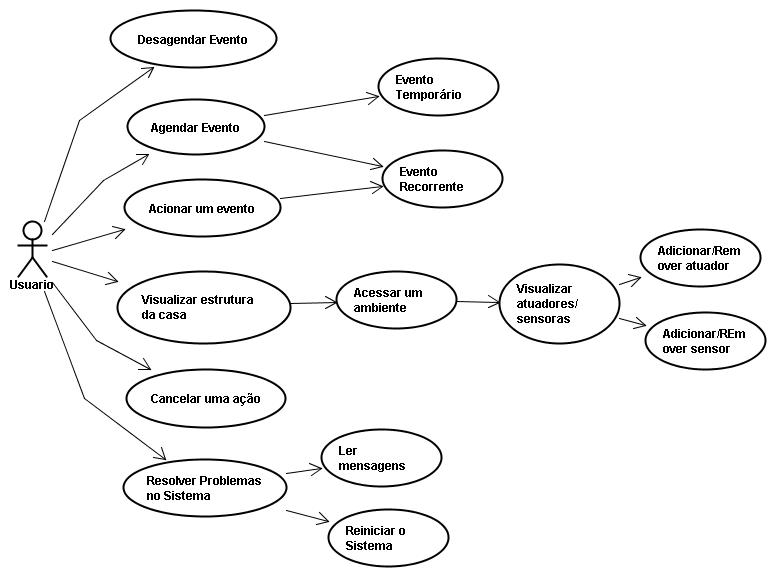 Desagendar Evento
Evento
Temporário
Agendar Evento
Evento
Recorrente
Acionar um evento
Usuario
Visualizar estrutura
da casa
Acessar um
ambiente
Visualizar
atuadores/
sensoras
Adicionar/Rem
over atuador
Adicionar/REm
over sensor
Cancelar uma ação
Resolver Problemas
no Sistema
Ler
mensagens
Reiniciar o
Sistema